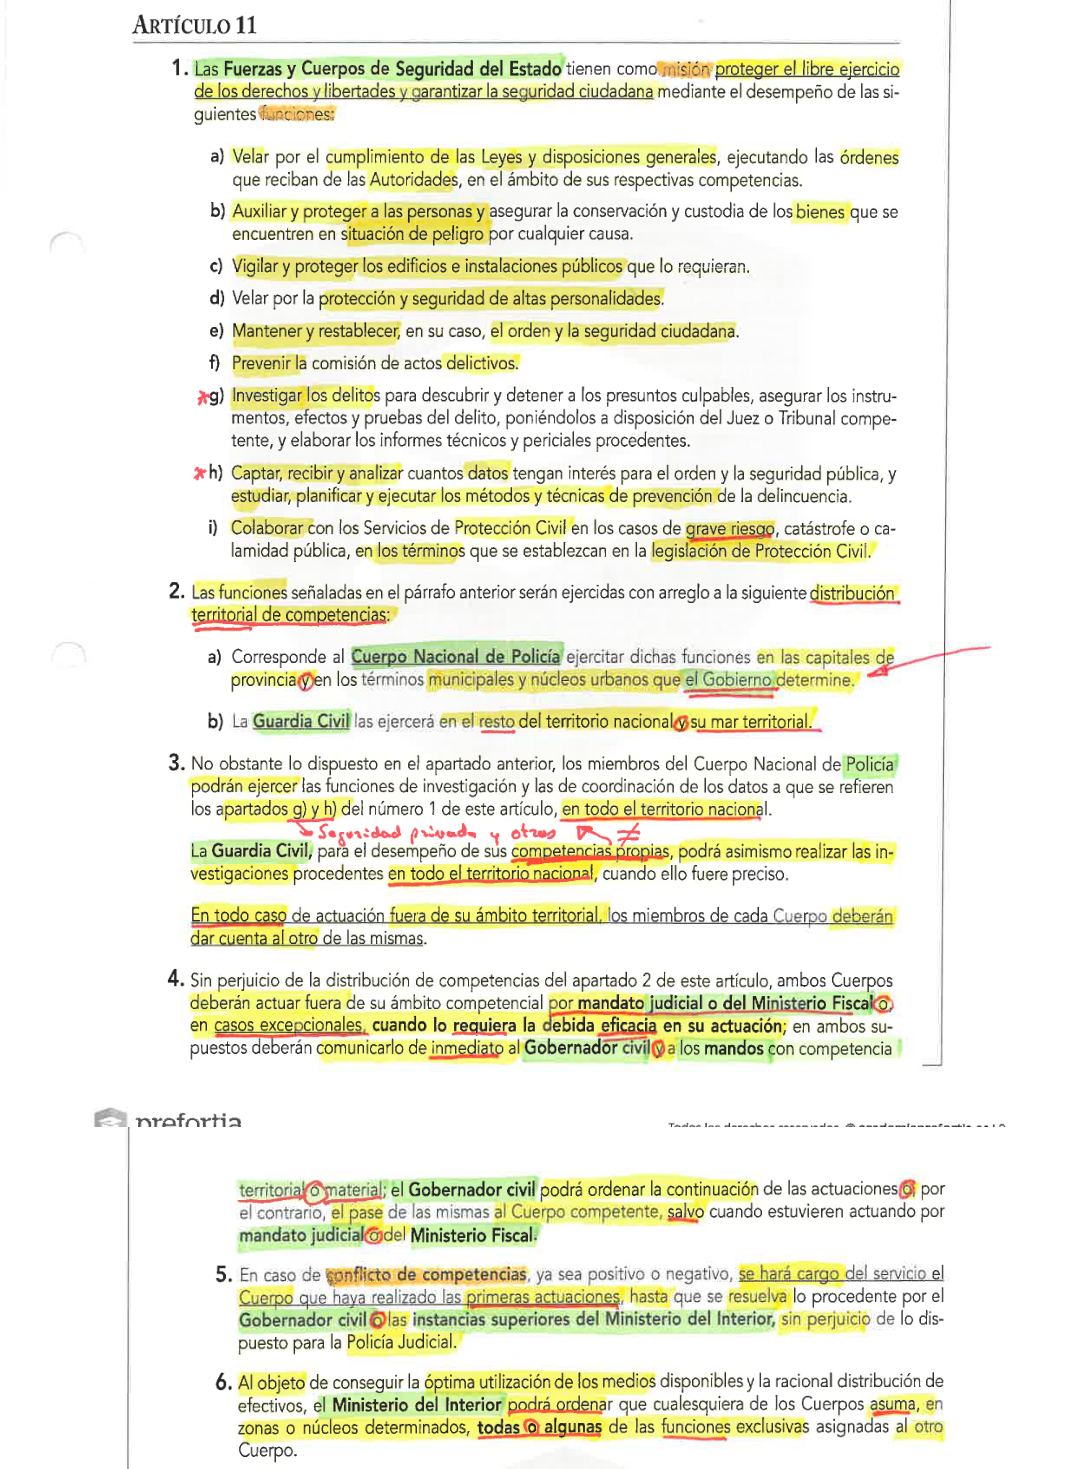 ARTÍCULO 11
1. Las Fuerzas y Cuerpos de Seguridad del Estado tienen como misión proteger el libre ejercicio
de los derechos y libertades y garantizar la seguridad ciudadana mediante el desempeño de las si-
guientes funciones:
a) Velar por el cumplimiento de las Leyes y disposiciones generales, ejecutando las órdenes
que reciban de las Autoridades, en el ámbito de sus respectivas competencias.
b) Auxiliar y proteger a las personas y asegurar la conservación y custodia de los bienes que se
encuentren en situación de peligro por cualquier causa.
c) Vigilar y proteger los edificios e instalaciones públicos que lo requieran.
d) Velar por la protección y seguridad de altas personalidades.
e) Mantener y restablecer, en su caso, el orden y la seguridad ciudadana.
f) Prevenir la comisión de actos delictivos.
*g) Investigar los delitos para descubrir y detener a los presuntos culpables, asegurar los instru-
mentos, efectos y pruebas del delito, poniéndolos a disposición del Juez o Tribunal compe-
tente, y elaborar los informes técnicos y periciales procedentes.
*h) Captar, recibir y analizar cuantos datos tengan interés para el orden y la seguridad pública, y
estudiar, planificar y ejecutar los métodos y técnicas de prevención de la delincuencia.
i) Colaborar con los Servicios de Protección Civil en los casos de grave riesgo, catástrofe o ca-
lamidad pública, en los términos que se establezcan en la legislación de Protección Civil.
2. Las funciones señaladas en el párrafo anterior serán ejercidas con arreglo a la siguiente distribución
territorial de competencias:
a) Corresponde al Cuerpo Nacional de Policía ejercitar dichas funciones en las capitales de
provincia y en los términos municipales y núcleos urbanos que el Gobierno determine.
b) La Guardia Civil las ejercerá en el resto del territorio nacional y su mar territorial.
3. No obstante lo dispuesto en el apartado anterior, los miembros del Cuerpo Nacional de Policía
podrán ejercer las funciones de investigación y las de coordinación de los datos a que se refieren
los apartados g) y h) del número 1 de este artículo, en todo el territorio nacional.
Seguridad privada y otros ≠
La Guardia Civil, para el desempeño de sus competencias propias, podrá asimismo realizar las in-
vestigaciones procedentes en todo el territorio nacional, cuando ello fuere preciso.
En todo caso de actuación fuera de su ámbito territorial, los miembros de cada Cuerpo deberán
dar cuenta al otro de las mismas.
4. Sin perjuicio de la distribución de competencias del apartado 2 de este artículo, ambos Cuerpos
deberán actuar fuera de su ámbito competencial por mandato judicial o del Ministerio Fiscal o,
en casos excepcionales, cuando lo requiera la debida eficacia en su actuación; en ambos su-
puestos deberán comunicarlo de inmediato al Gobernador civil y a los mandos con competencia
prefortia
territorial o material; el Gobernador civil podrá ordenar la continuación de las actuaciones o, por
el contrario, el pase de las mismas al Cuerpo competente, salvo cuando estuvieren actuando por
mandato judicial o del Ministerio Fiscal.
5. En caso de conflicto de competencias, ya sea positivo o negativo, se hará cargo del servicio el
Cuerpo que haya realizado las primeras actuaciones, hasta que se resuelva lo procedente por el
Gobernador civil o las instancias superiores del Ministerio del Interior, sin perjuicio de lo dis-
puesto para la Policía Judicial.
6. Al objeto de conseguir la óptima utilización de los medios disponibles y la racional distribución de
efectivos, el Ministerio del Interior podrá ordenar que cualesquiera de los Cuerpos asuma, en
zonas o núcleos determinados, todas o algunas de las funciones exclusivas asignadas al otro
Cuerpo.